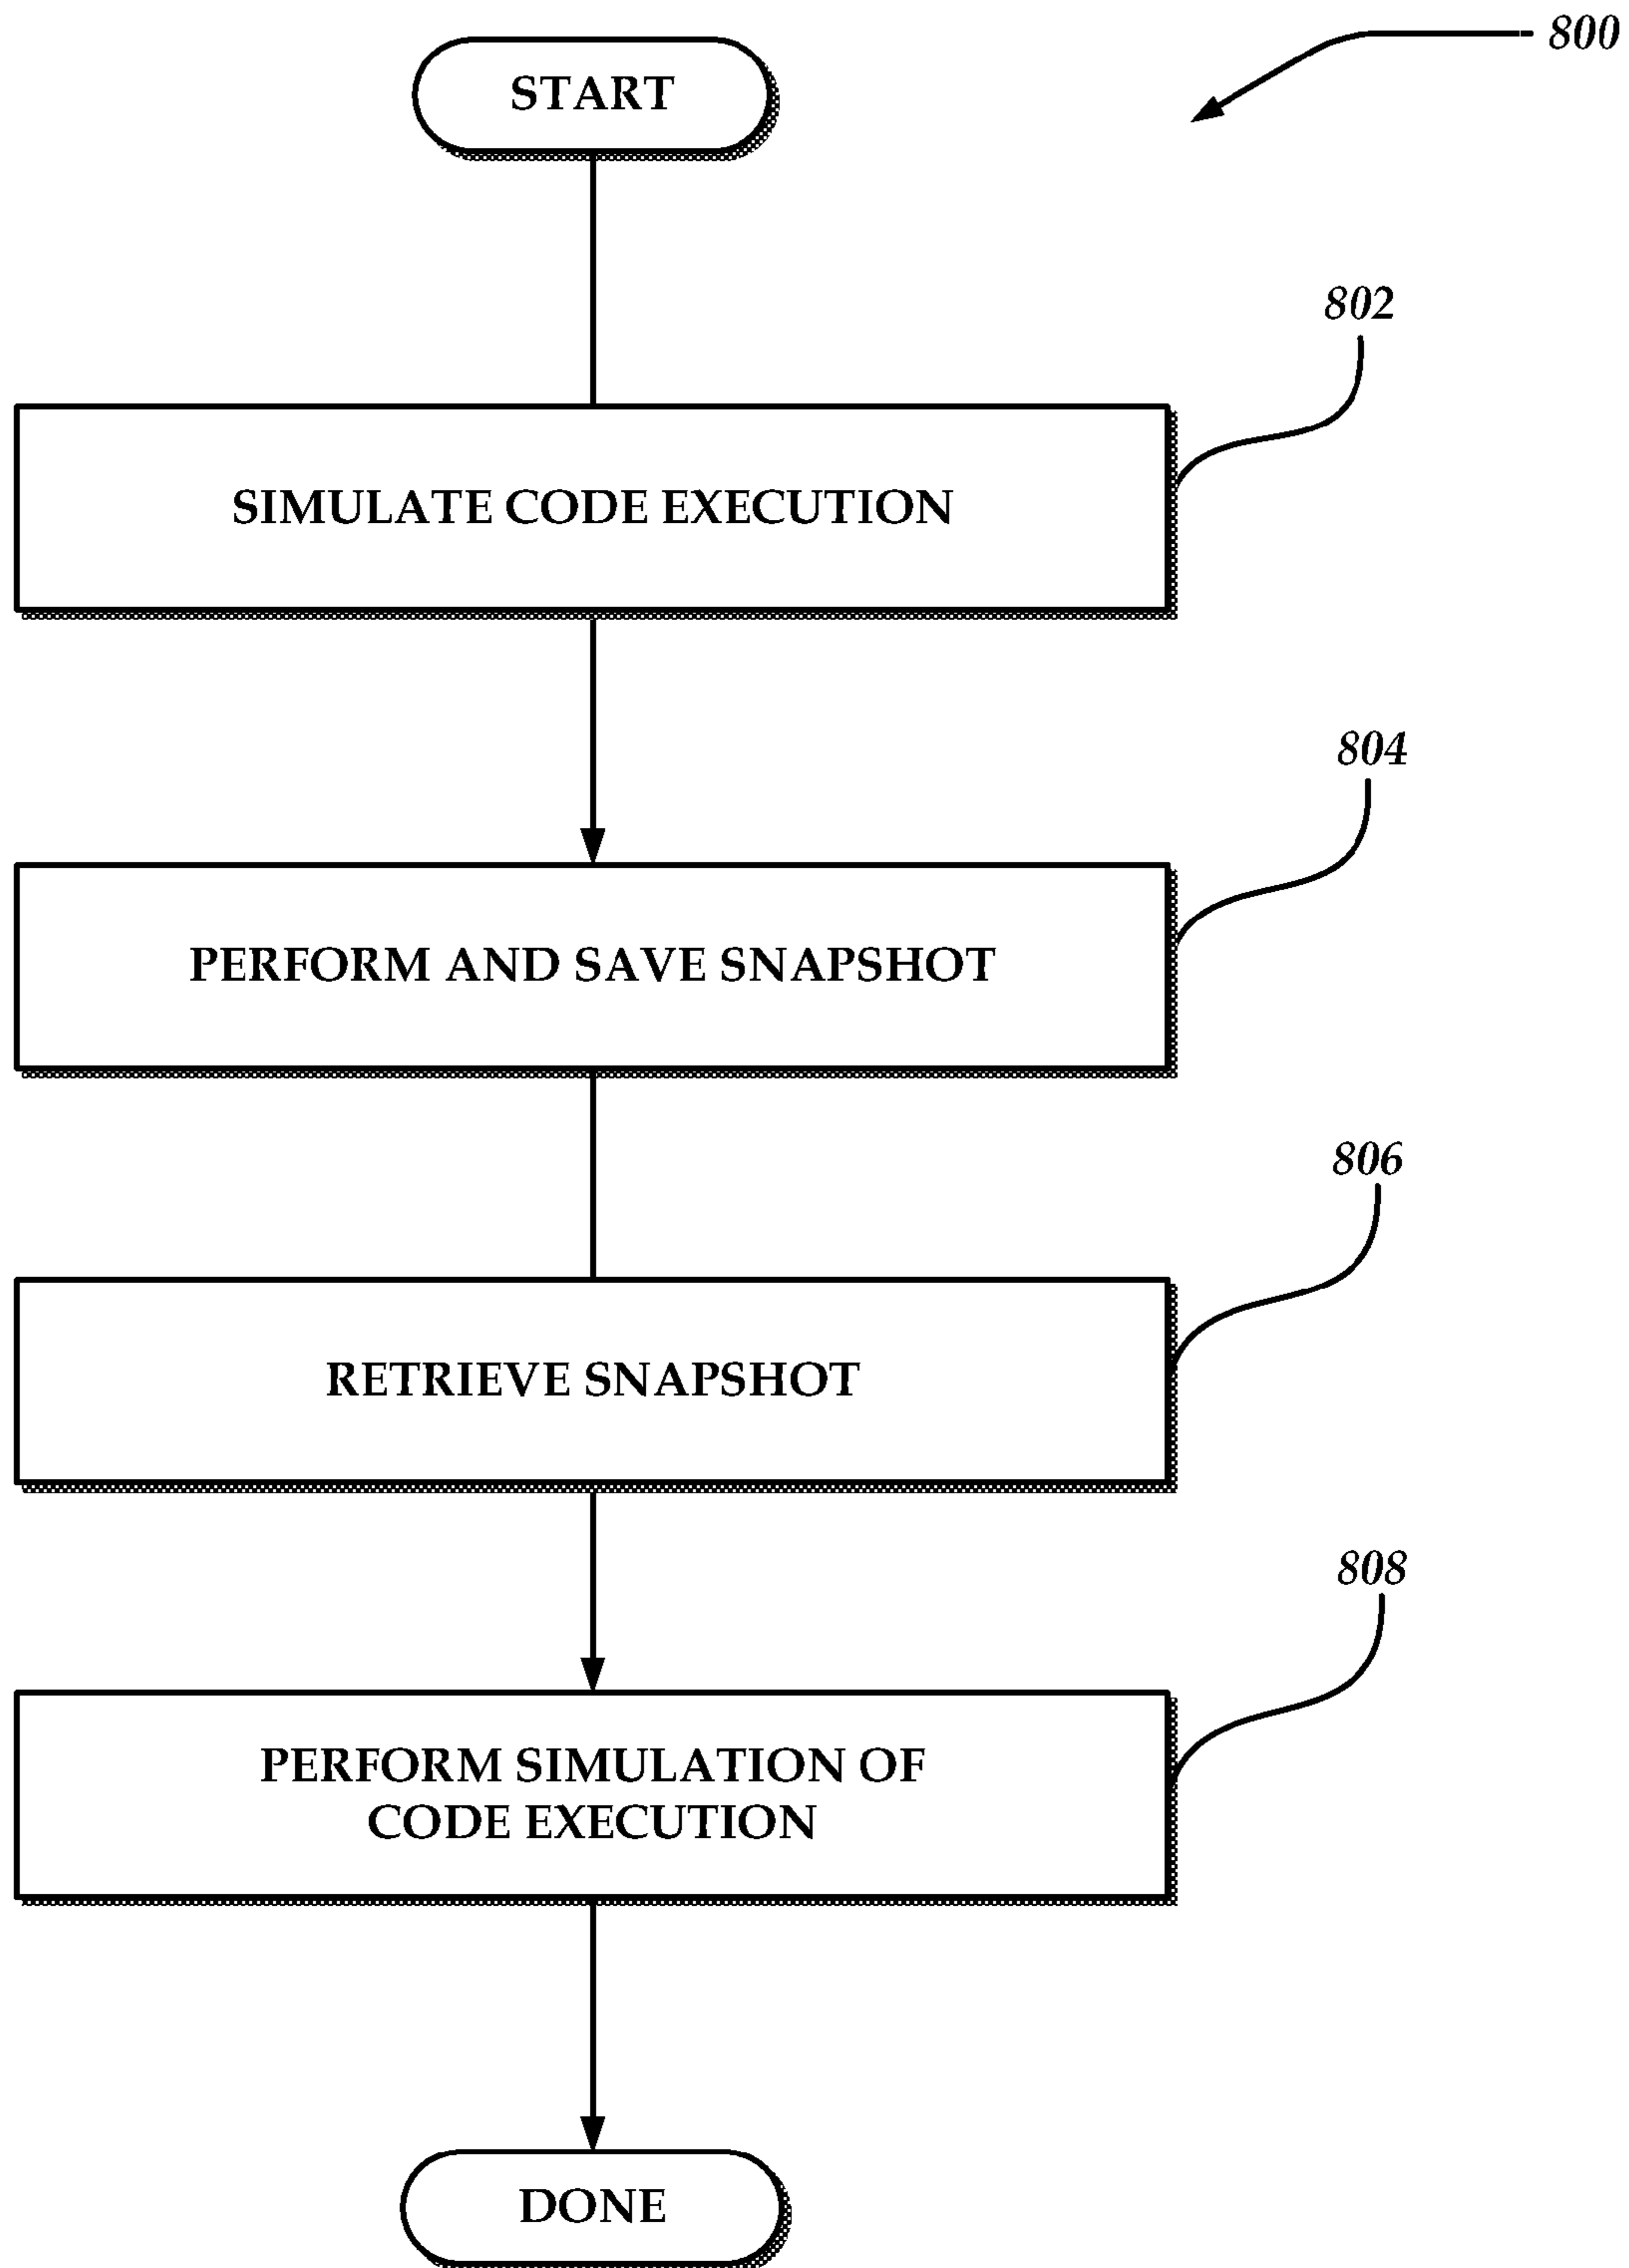 800
START
802
SIMULATE CODE EXECUTION
804
PERFORM AND SAVE SNAPSHOT
806
RETRIEVE SNAPSHOT
808
PERFORM SIMULATION OF
CODE EXECUTION
DONE